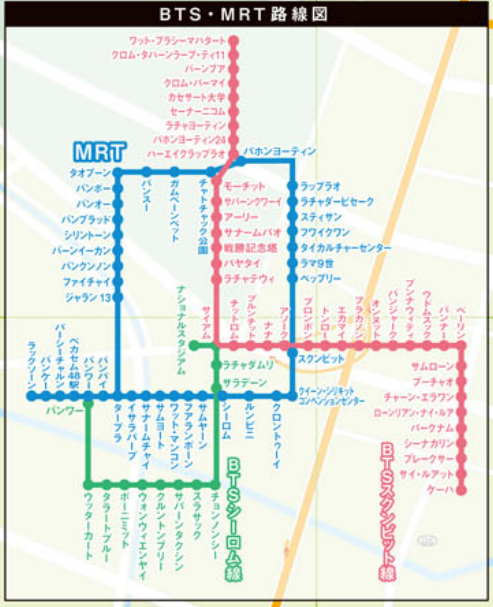 BTS・MRT路線図
ワット・プラシーマハタート
クロム・タハーンラーブ・ティ11
バーンブア
クロム・パーマイ
カセサート大学
セーナーニコム
ラチャヨーティン
パホンヨーティン24
ハーエイクラップラオ
パホンヨーティン
MRT
タオプーン
バンポー
バンオー
バンプラッド
シリントーン
バーンイーカン
バンクンノン
ファイチャイ
ジャラン13
バンスー
ガムペーンペット
チャトチャック公園
モーチット
サパーンクワーイ
アーリー
サナームパオ
戦勝記念塔
パヤタイ
ラチャテウィ
ラップラオ
ラチャダーピセーク
スティサン
フワイクワン
タイカルチャーセンター
ラマ9世
ペッブリー
ナショナルスタジアム
サイアム
チットロム
プルンチット
ナナ
アソーク
プロンポン
トンロー
エカマイ
プラカノン
オンヌット
バンジャーク
プンナウィティ
ウドムスック
バンナー
ベーリン
スクンビット
ラチャダムリ
サラデーン
サムローン
プーチャオ
チャーン・エラワン
ローンリアン・ナイ・ルア
パークナム
シーナカリン
プレークサー
サイ・ルアット
ケーハ
ラックソーン
バンケー
パーシーチャルン
ペカセム48駅
バンワー
バンパイ
バンワー
タープラ
イサラパープ
サナームチャイ
サムヨート
ワット・マンコン
フアランポーン
サムヤーン
シーロム
ルンピニ
クロントゥーイ
クイーン・シリキット
コンベンションセンター
ウッターカート
タラートプルー
ポーニミット
ウォンウィエンヤイ
クルントンブリー
サパーンタクシン
スラサック
チョンノンシー
BTSシーロム線
BTSスクンビット線